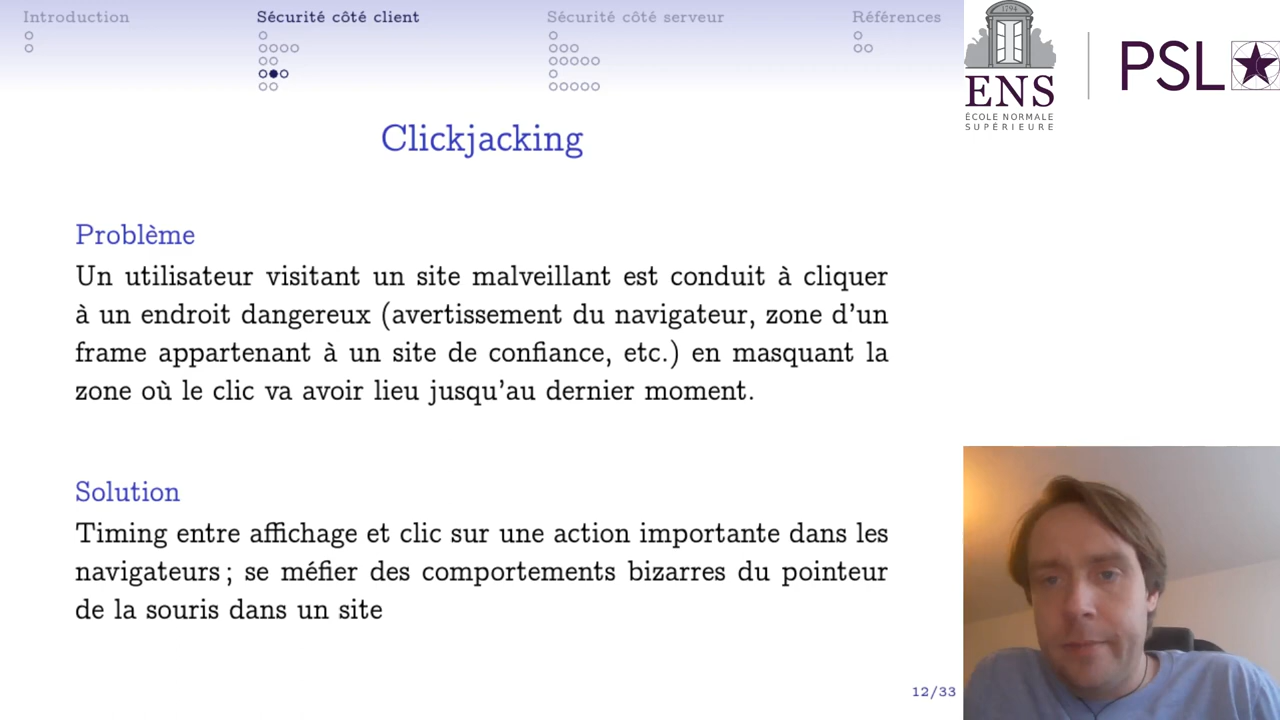 Introduction
Sécurité côté client
Sécurité côté serveur
Références
1794
ENS
ÉCOLE NORMALE
SUPÉRIEURE
PSL
Clickjacking
Problème
Un utilisateur visitant un site malveillant est conduit à cliquer
à un endroit dangereux (avertissement du navigateur, zone d'un
frame appartenant à un site de confiance, etc.) en masquant la
zone où le clic va avoir lieu jusqu'au dernier moment.
Solution
Timing entre affichage et clic sur une action importante dans les
navigateurs ; se méfier des comportements bizarres du pointeur
de la souris dans un site
12/33